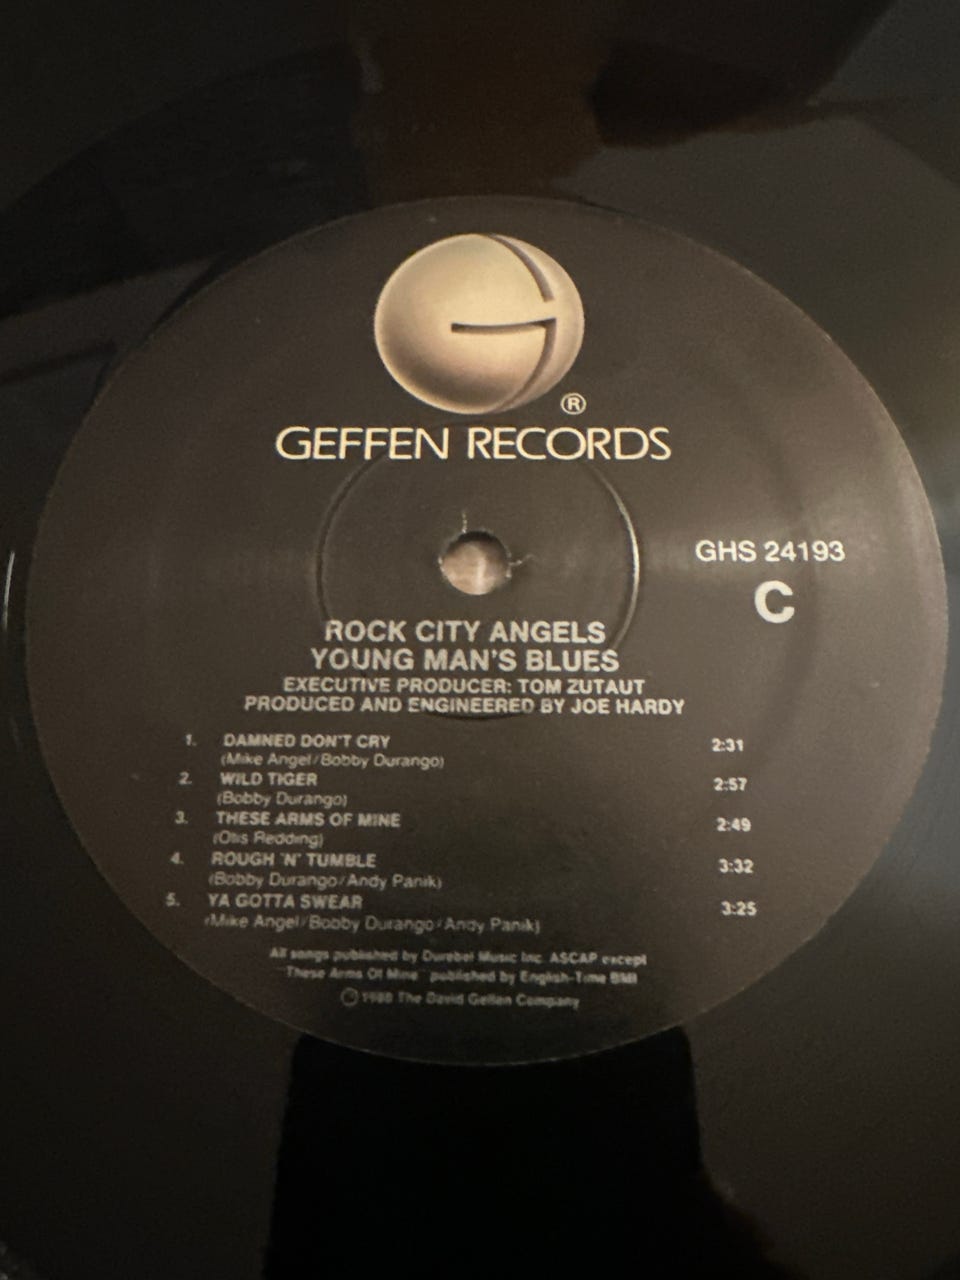 ®
GEFFEN RECORDS
GHS 24193
C
ROCK CITY ANGELS
YOUNG MAN'S BLUES
EXECUTIVE PRODUCER: TOM ZUTAUT
PRODUCED AND ENGINEERED BY JOE HARDY
1. DAMNED DON'T CRY 2:31
(Mike Angel/Bobby Durango)
2. WILD TIGER 2:57
(Bobby Durango)
3. THESE ARMS OF MINE 2:49
(Otis Redding)
4. ROUGH 'N' TUMBLE 3:32
(Bobby Durango/Andy Panik)
5. YA GOTTA SWEAR 3:25
(Mike Angel/Bobby Durango/Andy Panik)
All songs published by Durebel Music Inc. ASCAP except
"These Arms Of Mine" published by English-Time BMI
℗ 1988 The David Geffen Company